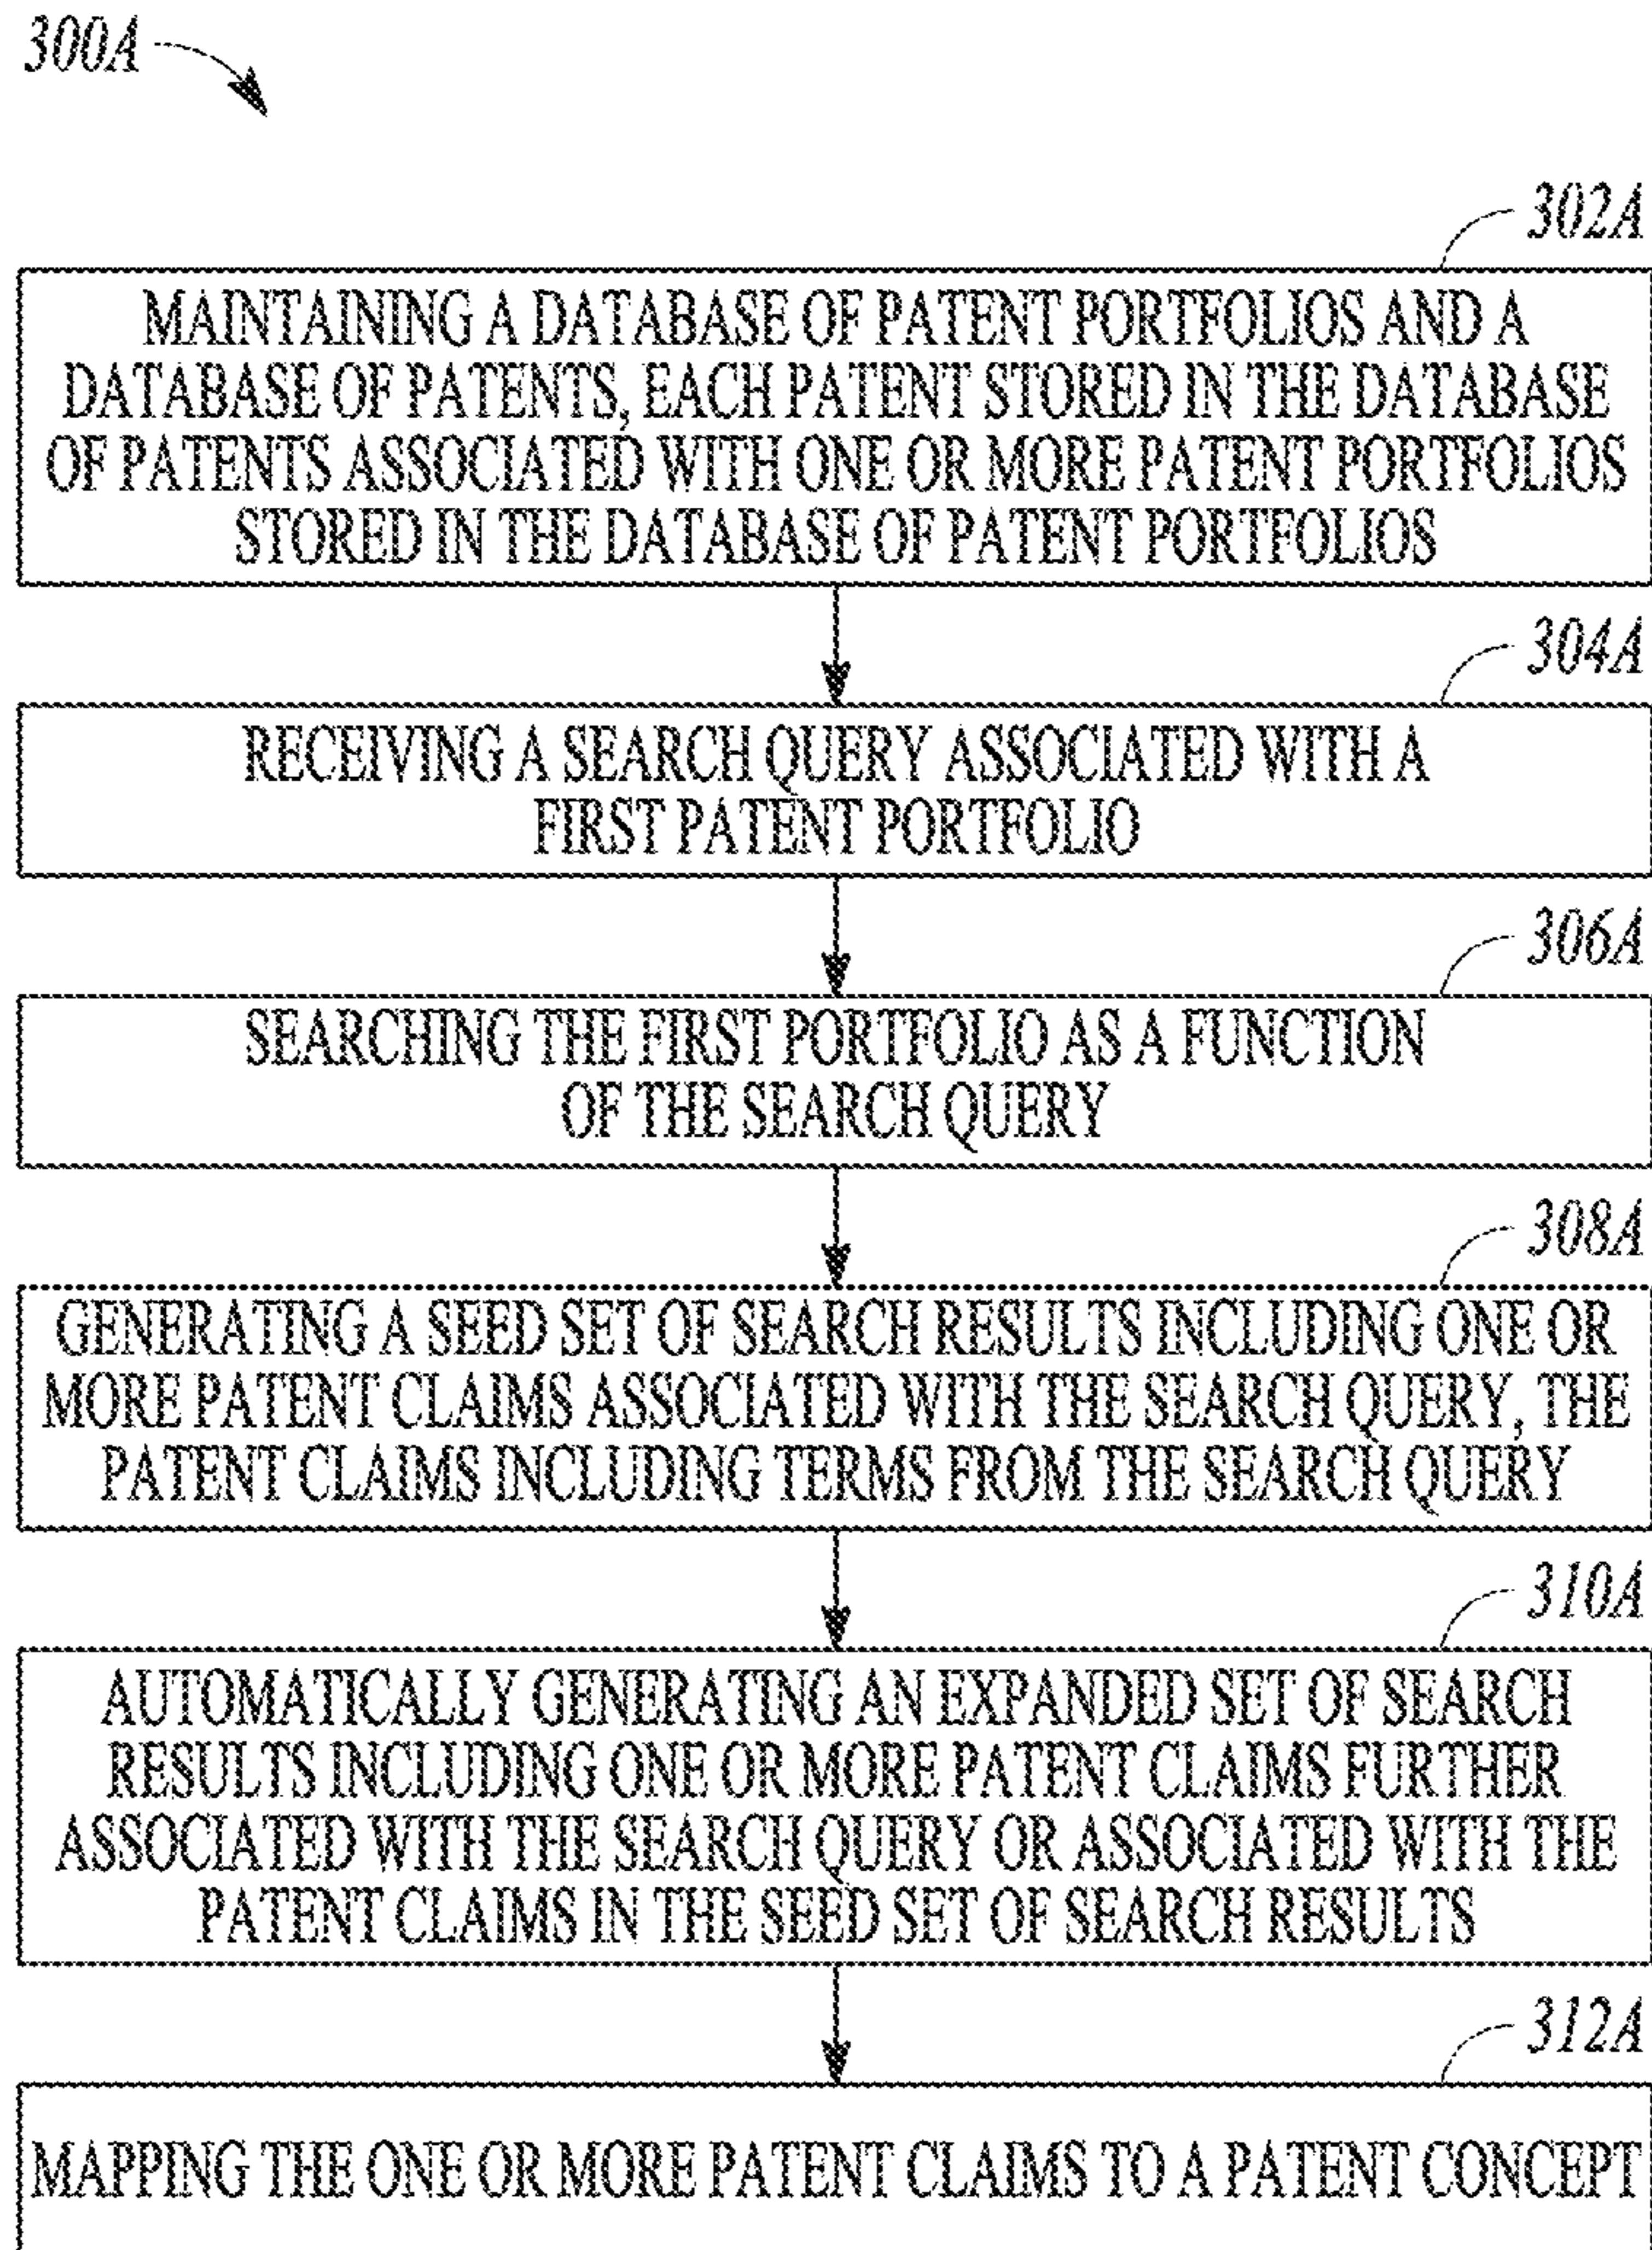 300A
302A
MAINTAINING A DATABASE OF PATENT PORTFOLIOS AND A
DATABASE OF PATENTS, EACH PATENT STORED IN THE DATABASE
OF PATENTS ASSOCIATED WITH ONE OR MORE PATENT PORTFOLIOS
STORED IN THE DATABASE OF PATENT PORTFOLIOS
304A
RECEIVING A SEARCH QUERY ASSOCIATED WITH A
FIRST PATENT PORTFOLIO
306A
SEARCHING THE FIRST PORTFOLIO AS A FUNCTION
OF THE SEARCH QUERY
308A
GENERATING A SEED SET OF SEARCH RESULTS INCLUDING ONE OR
MORE PATENT CLAIMS ASSOCIATED WITH THE SEARCH QUERY, THE
PATENT CLAIMS INCLUDING TERMS FROM THE SEARCH QUERY
310A
AUTOMATICALLY GENERATING AN EXPANDED SET OF SEARCH
RESULTS INCLUDING ONE OR MORE PATENT CLAIMS FURTHER
ASSOCIATED WITH THE SEARCH QUERY OR ASSOCIATED WITH THE
PATENT CLAIMS IN THE SEED SET OF SEARCH RESULTS
312A
MAPPING THE ONE OR MORE PATENT CLAIMS TO A PATENT CONCEPT